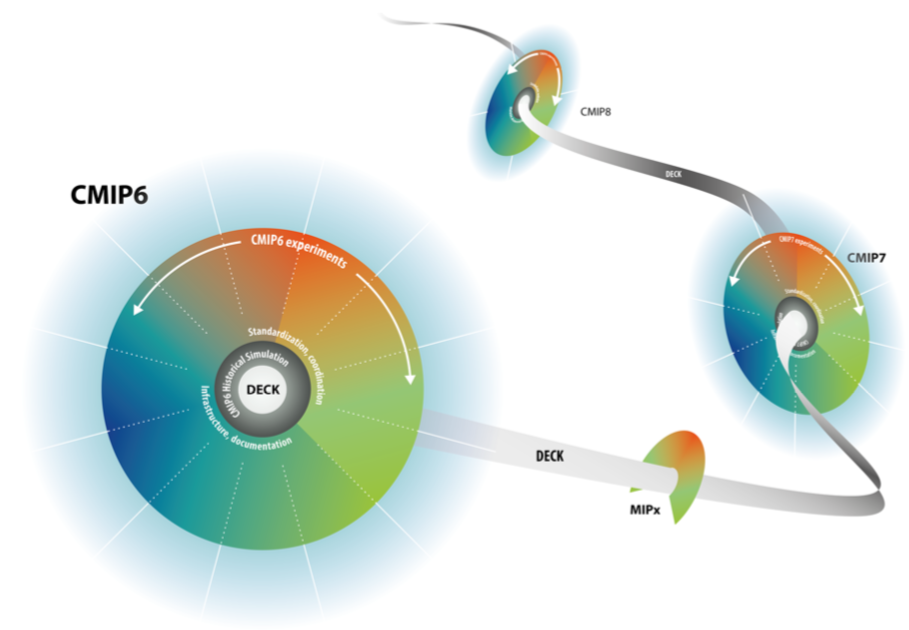 CMIP6
CMIP6 experiments
Standardization, coordination
CMIP6 Historical Simulation
DECK
Infrastructure, documentation
DECK
MIPx
CMIP7
CMIP7 experiments
DECK
CMIP8